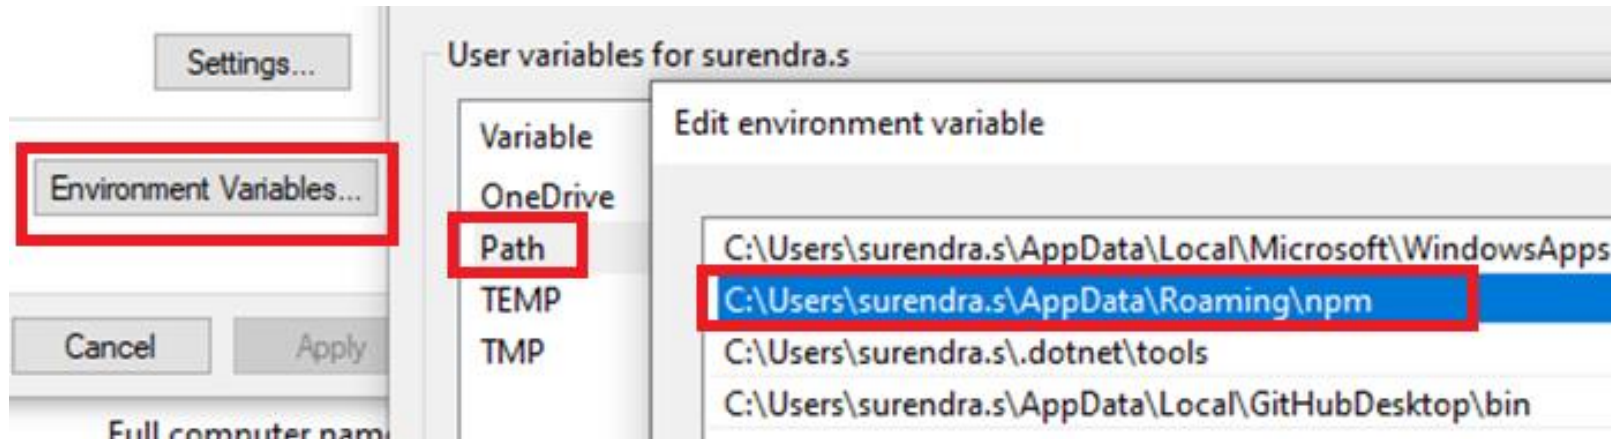 Settings...
Environment Variables...
Cancel
Apply
Full computer
User variables for surendra.s
Variable
OneDrive
Path
TEMP
TMP
Edit environment variable
C:\Users\surendra.s\AppData\Local\Microsoft\WindowsApps
C:\Users\surendra.s\AppData\Roaming\npm
C:\Users\surendra.s\.dotnet\tools
C:\Users\surendra.s\AppData\Local\GitHubDesktop\bin